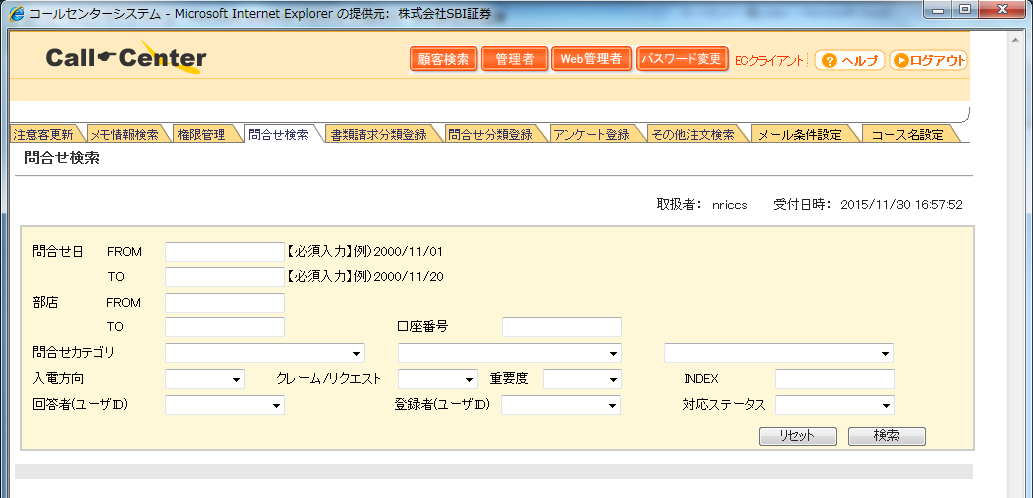 コールセンターシステム - Microsoft Internet Explorer の提供元: 株式会社SBI証券
Call Center 顧客検索 管理者 Web管理者 パスワード変更 ECクライアント ? ヘルプ ログアウト
注意客更新 メモ情報検索 権限管理 問合せ検索 書類請求分類登録 問合せ分類登録 アンケート登録 その他注文検索 メール条件設定 コース名設定
問合せ検索
取扱者: nriccs 受付日時: 2015/11/30 16:57:52
問合せ日 FROM 【必須入力】例)2000/11/01
TO 【必須入力】例)2000/11/20
部店 FROM
TO 口座番号
問合せカテゴリ
入電方向 クレーム/リクエスト 重要度 INDEX
回答者(ユーザID) 登録者(ユーザID) 対応ステータス
リセット 検索